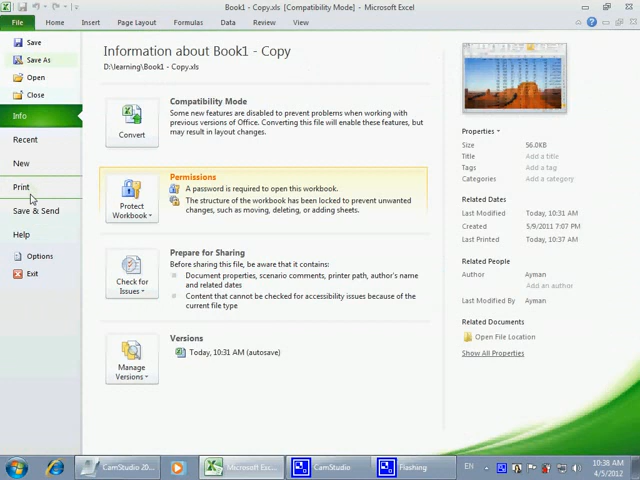 Book1 - Copy.xls [Compatibility Mode] - Microsoft Excel
File Home Insert Page Layout Formulas Data Review View
Save
Save As
Open
Close
Info
Recent
New
Print
Save & Send
Help
Options
Exit
Information about Book1 - Copy
D:\learning\Book1 - Copy.xls
Convert
Compatibility Mode
Some new features are disabled to prevent problems when working with
previous versions of Office. Converting this file will enable these features, but
may result in layout changes.
Protect
Workbook
Permissions
A password is required to open this workbook.
The structure of the workbook has been locked to prevent unwanted
changes, such as moving, deleting, or adding sheets.
Check for
Issues
Prepare for Sharing
Before sharing this file, be aware that it contains:
Document properties, scenario comments, printer path, author's name
and related dates
Content that cannot be checked for accessibility issues because of the
current file type
Manage
Versions
Versions
Today, 10:31 AM (autosave)
Properties
Size 56.0KB
Title Add a title
Tags Add a tag
Categories Add a category
Related Dates
Last Modified Today, 10:31 AM
Created 5/9/2011 7:07 PM
Last Printed Today, 10:37 AM
Related People
Author Ayman
Add an author
Last Modified By Ayman
Related Documents
Open File Location
Show All Properties
CamStudio 20... Microsoft Exc... CamStudio Flashing EN 10:38 AM
4/5/2012